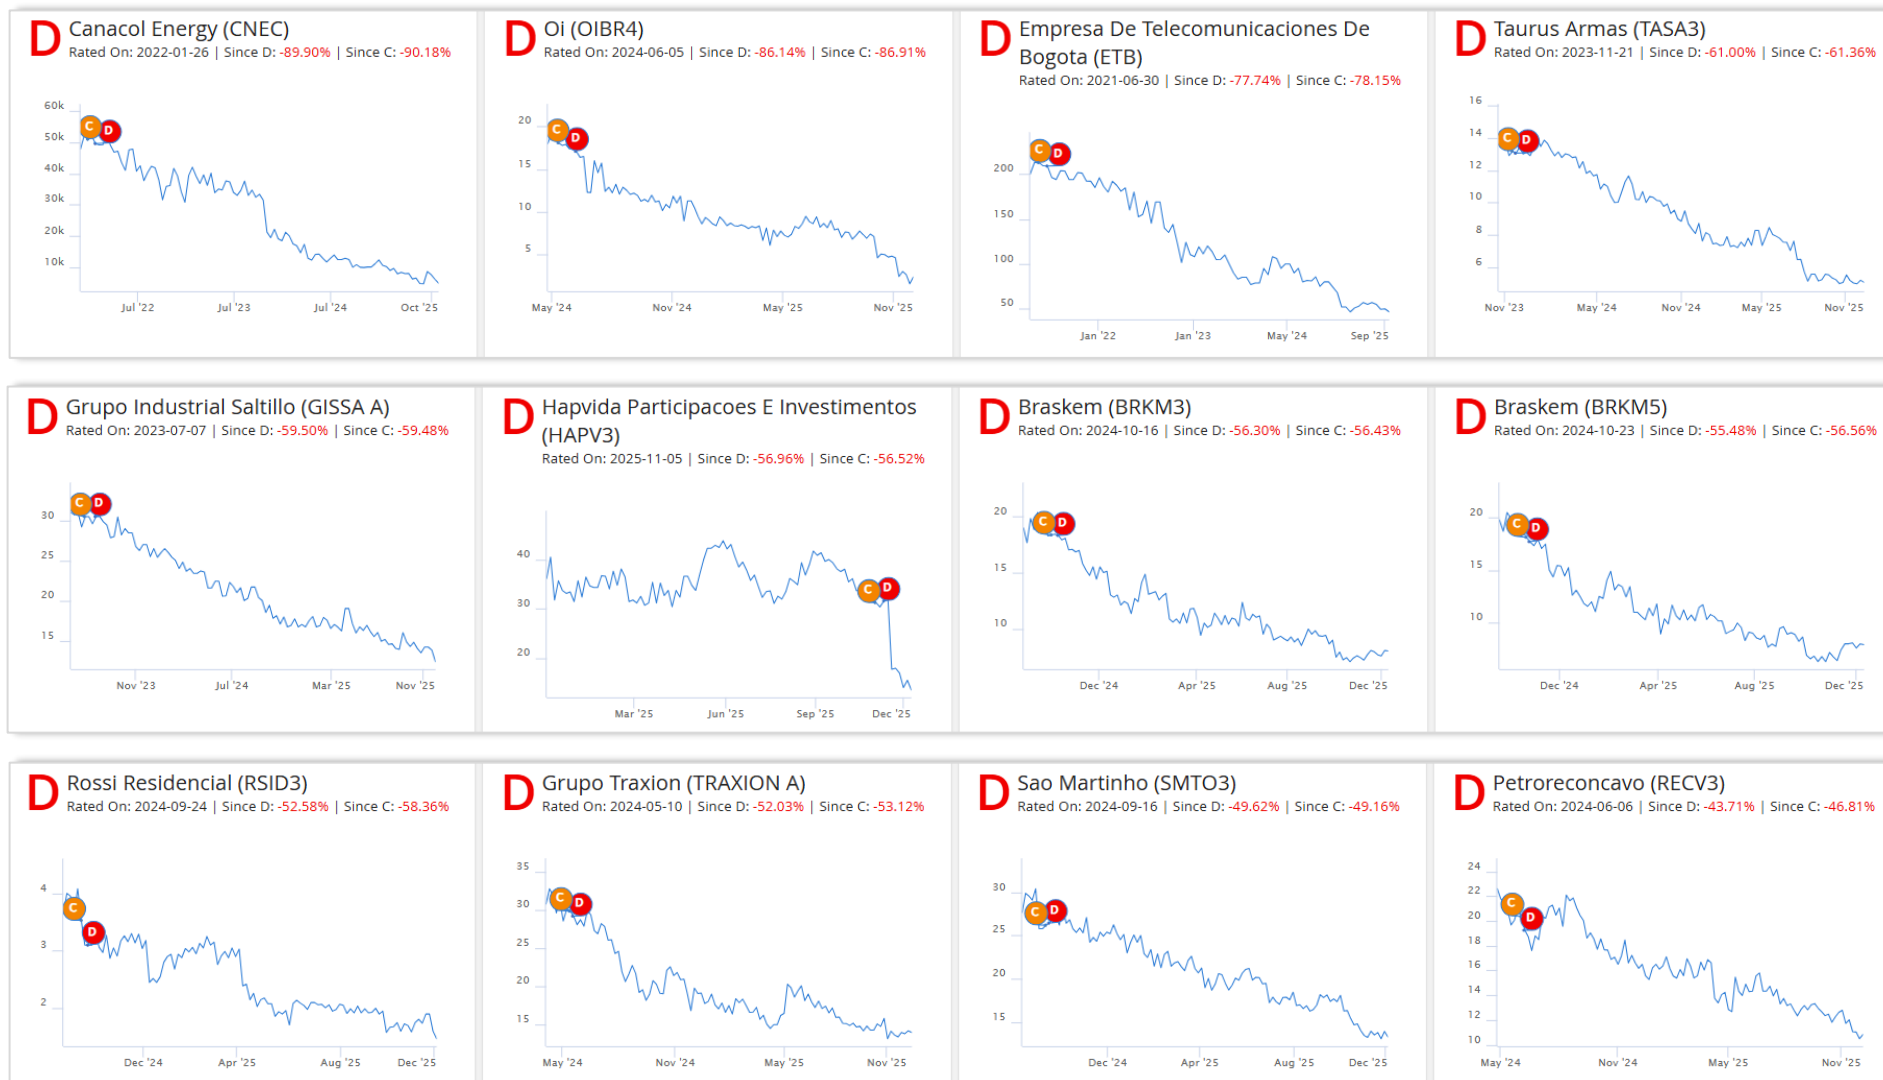 D Canacol Energy (CNEC)
Rated On: 2022-01-26 | Since D: -89.90% | Since C: -90.18%
60k
50k
40k
30k
20k
10k
C D
Jul '22 Jul '23 Jul '24 Oct '25
D Oi (OIBR4)
Rated On: 2024-06-05 | Since D: -86.14% | Since C: -86.91%
20
15
10
5
C D
May '24 Nov '24 May '25 Nov '25
D Empresa De Telecomunicaciones De
Bogota (ETB)
Rated On: 2021-06-30 | Since D: -77.74% | Since C: -78.15%
200
150
100
50
C D
Jan '22 Jan '23 May '24 Sep '25
D Taurus Armas (TASA3)
Rated On: 2023-11-21 | Since D: -61.00% | Since C: -61.36%
16
14
12
10
8
6
C D
Nov '23 May '24 Nov '24 May '25 Nov '25
D Grupo Industrial Saltillo (GISSA A)
Rated On: 2023-07-07 | Since D: -59.50% | Since C: -59.48%
30
25
20
15
C D
Nov '23 Jul '24 Mar '25 Nov '25
D Hapvida Participacoes E Investimentos
(HAPV3)
Rated On: 2025-11-05 | Since D: -56.96% | Since C: -56.52%
40
30
20
C D
Mar '25 Jun '25 Sep '25 Dec '25
D Braskem (BRKM3)
Rated On: 2024-10-16 | Since D: -56.30% | Since C: -56.43%
20
15
10
C D
Dec '24 Apr '25 Aug '25 Dec '25
D Braskem (BRKM5)
Rated On: 2024-10-23 | Since D: -55.48% | Since C: -56.56%
20
15
10
C D
Dec '24 Apr '25 Aug '25 Dec '25
D Rossi Residencial (RSID3)
Rated On: 2024-09-24 | Since D: -52.58% | Since C: -58.36%
4
3
2
C
D
Dec '24 Apr '25 Aug '25 Dec '25
D Grupo Traxion (TRAXION A)
Rated On: 2024-05-10 | Since D: -52.03% | Since C: -53.12%
35
30
25
20
15
C D
May '24 Nov '24 May '25 Nov '25
D Sao Martinho (SMTO3)
Rated On: 2024-09-16 | Since D: -49.62% | Since C: -49.16%
30
25
20
15
C D
Dec '24 Apr '25 Aug '25 Dec '25
D Petroreconcavo (RECV3)
Rated On: 2024-06-06 | Since D: -43.71% | Since C: -46.81%
24
22
20
18
16
14
12
10
C D
May '24 Nov '24 May '25 Nov '25